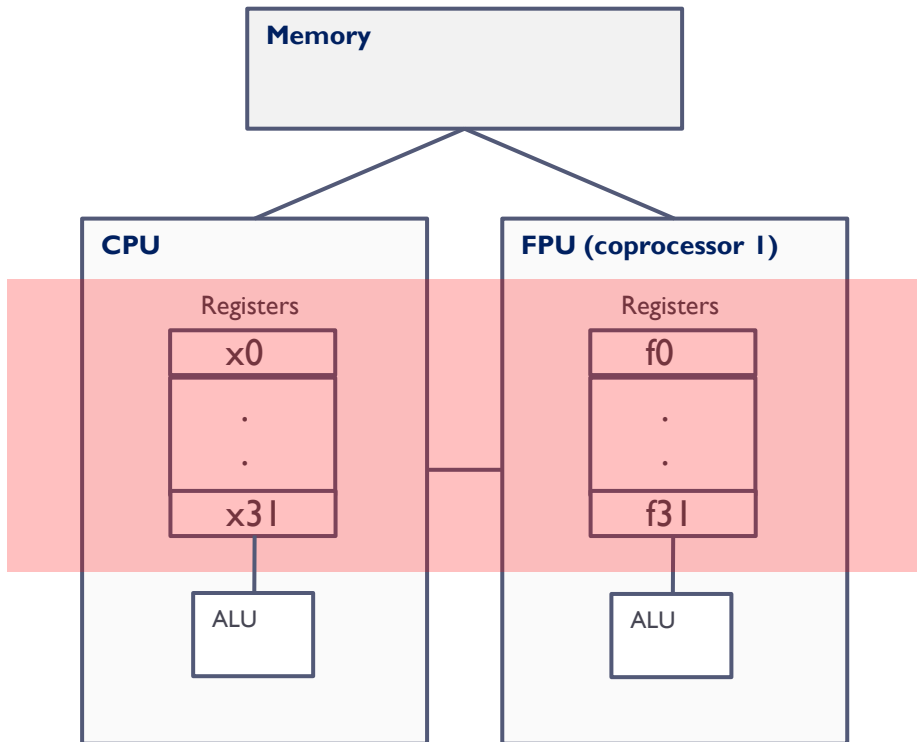 Memory
CPU
FPU (coprocessor 1)
Registers
Registers
x0
f0
.
.
.
.
x31
f31
ALU
ALU